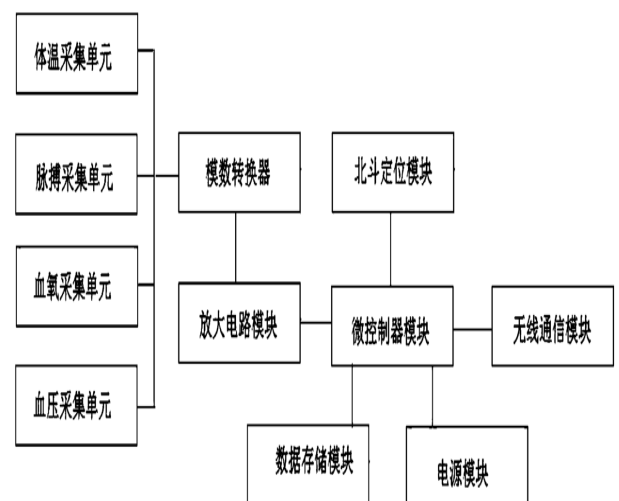 体温采集单元
脉搏采集单元
模数转换器
北斗定位模块
血氧采集单元
放大电路模块
微控制器模块
无线通信模块
血压采集单元
数据存储模块
电源模块